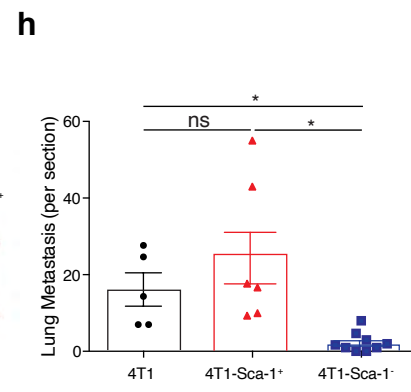 h
*
ns
*
60
40
20
0
Lung Metastasis (per section)
4T1
4T1-Sca-1⁺
4T1-Sca-1⁻
+